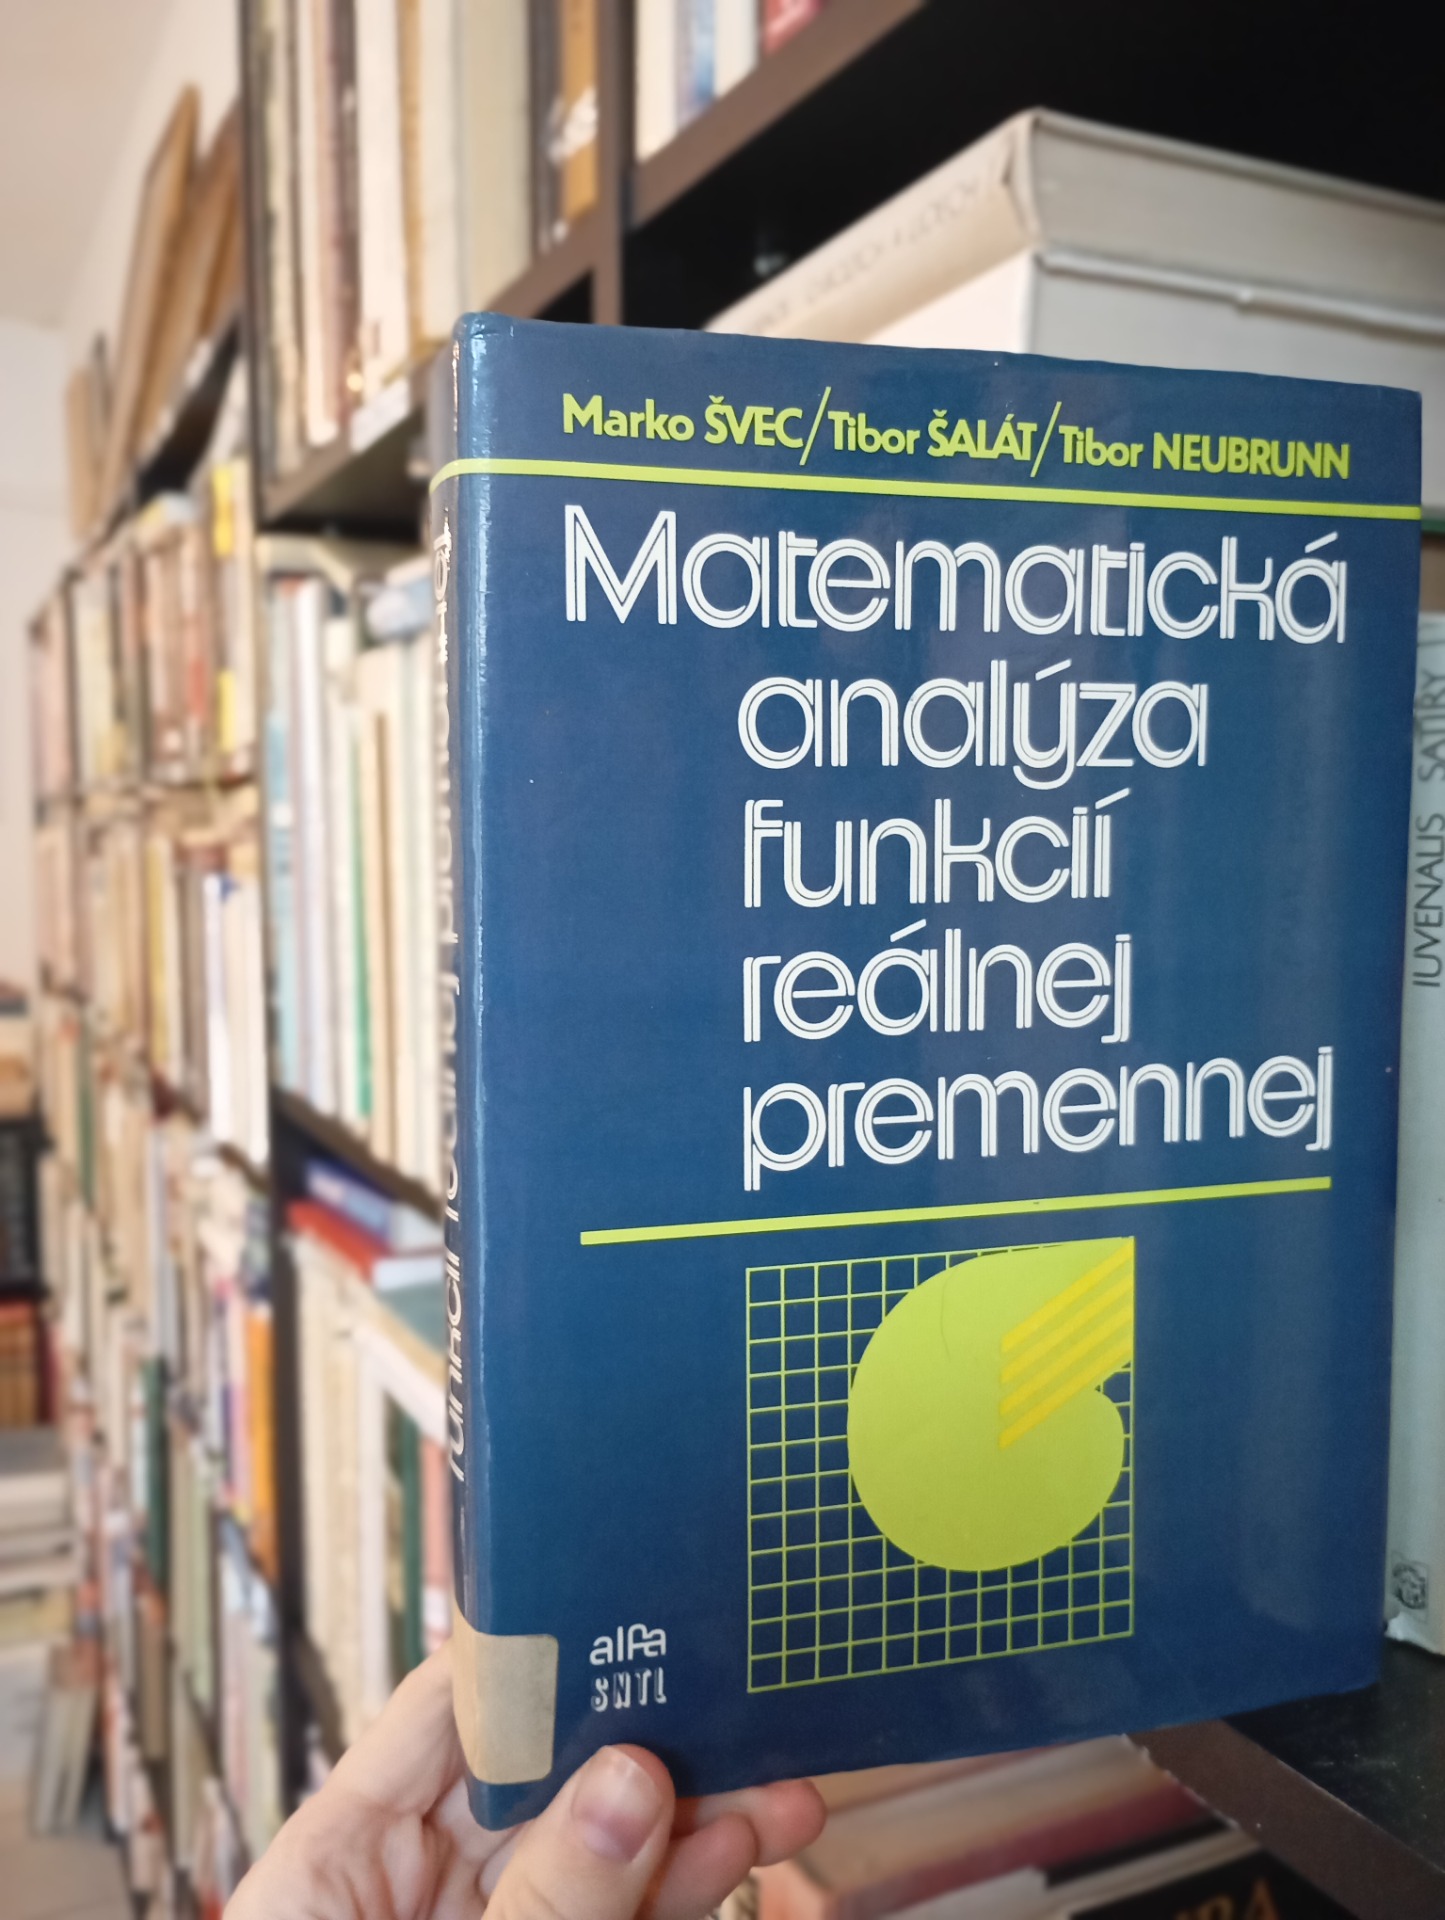 Marko ŠVEC/Tibor ŠALÁT/Tibor NEUBRUNN
Matematická
analýza
funkcií
reálnej
premennej
alfa
SNTL
IUVENALIS SATIRY